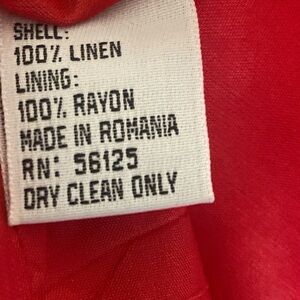 SHELL:
100% LINEN
LINING:
100% RAYON
MADE IN ROMANIA
RN: 56125
DRY CLEAN ONLY